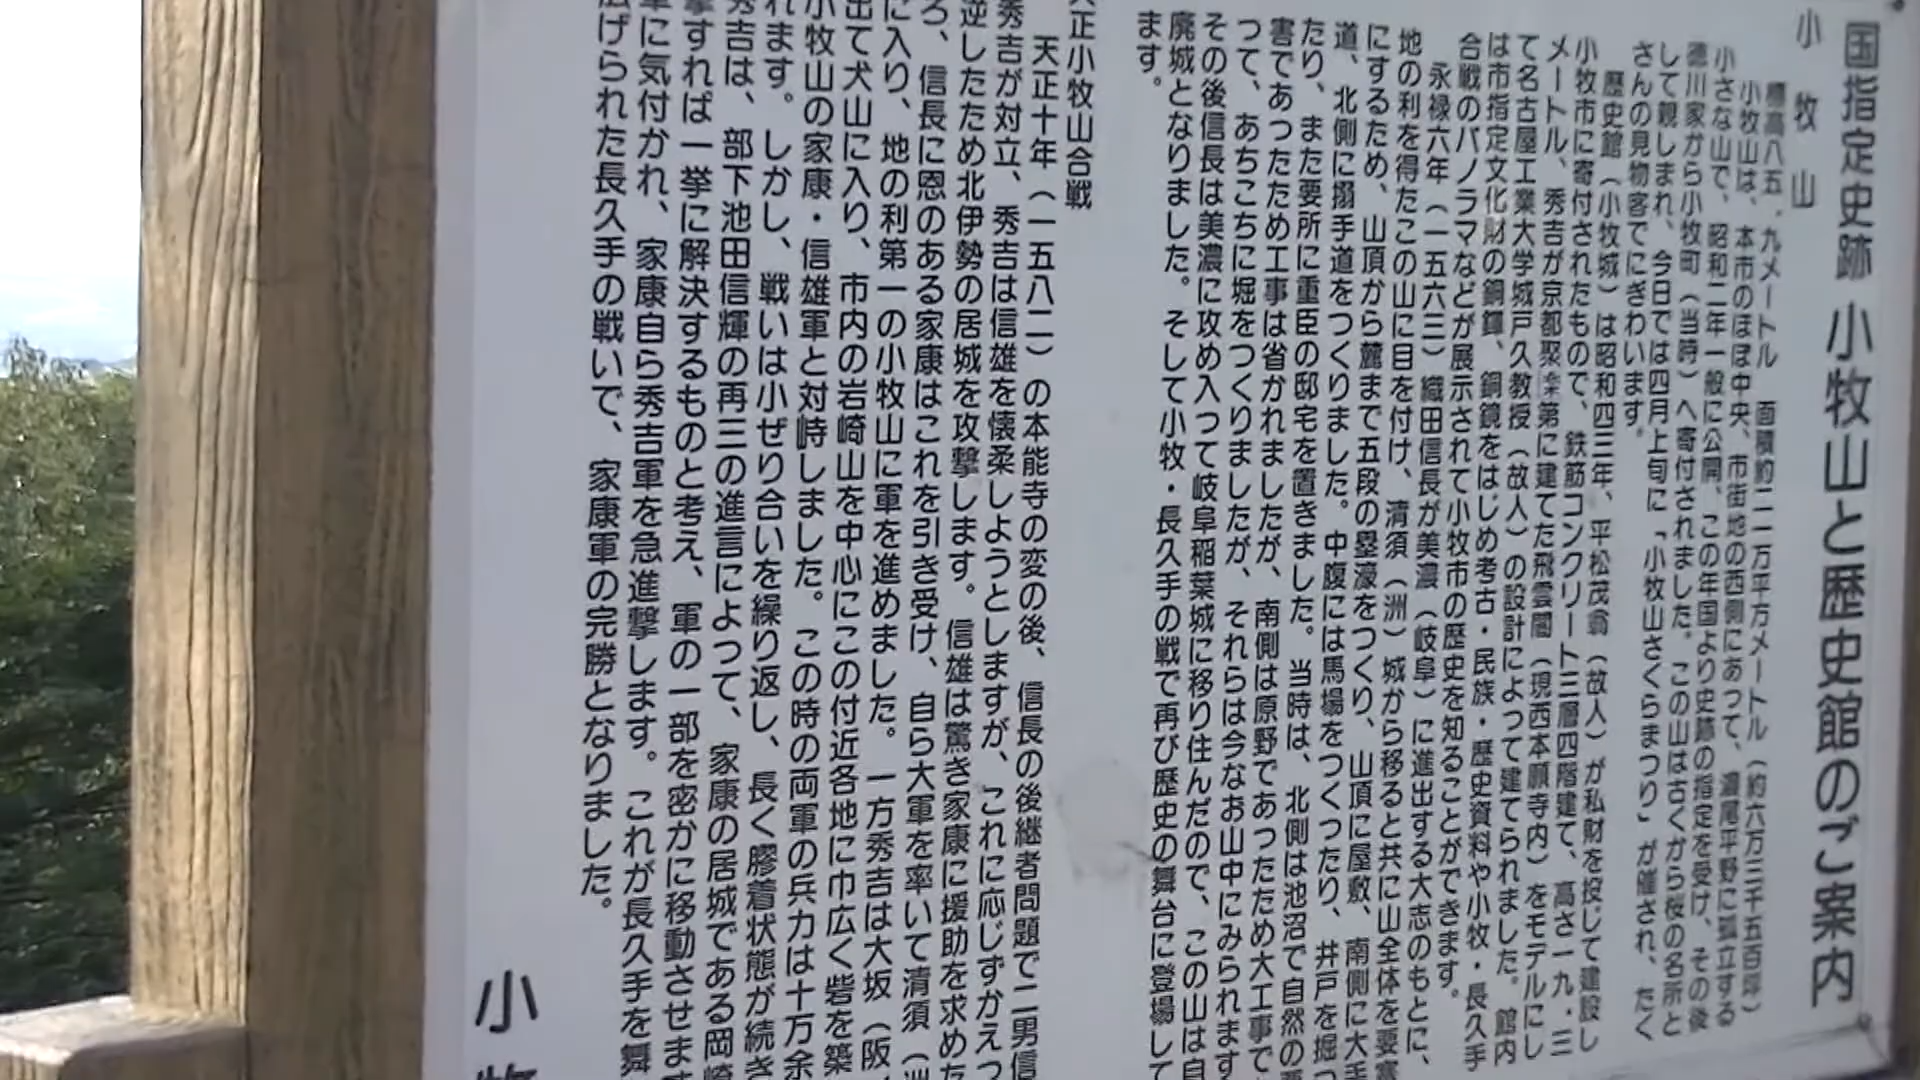 国指定史跡 小牧山と歴史館のご案内
小牧山
標高八五．九メートル 面積約二一万平方メートル（約六万三千五百坪）
小牧山は、本市のほぼ中央、市街地の西側にあって、濃尾平野に孤立する
小さな山で、昭和二年一般に公開、この年国より史跡の指定を受け、その後
徳川家から小牧町（当時）へ寄付されました。この山は古くから桜の名所と
して親しまれ、今日では四月上旬に「小牧山さくらまつり」が催され、たく
さんの見物客でにぎわいます。
歴史館（小牧城）は昭和四三年、平松茂翁（故人）が私財を投じて建設し
小牧市に寄付されたもので、鉄筋コンクリート三層四階建て、高さ一九．三
メートル、秀吉が京都聚楽第に建てた飛雲閣（現西本願寺内）をモデルにし
て名古屋工業大学城戸久教授（故人）の設計によって建てられました。館内
は市指定文化財の銅鐸、銅鏡をはじめ考古・民族・歴史資料や小牧・長久手
合戦のパノラマなどが展示されて小牧市の歴史を知ることができます。
永禄六年（一五六三）織田信長が美濃（岐阜）に進出する大志のもとに、
地の利を得たこの山に目を付け、清須（洲）城から移ると共に山全体を要害
にするため、山頂から麓まで五段の塁濠をつくり、山頂に屋敷、南側に大手
道、北側に搦手道をつくりました。中腹には馬場をつくったり、井戸を掘っ
たり、また要所に重臣の邸宅を置きました。当時は、北側は池沼で自然の要
害であったため工事は省かれましたが、南側は原野であったため大工事で
つて、あちこちに堀をつくりましたが、それらは今なお山中にみられます
その後信長は美濃に攻め入って岐阜稲葉城に移り住んだので、この山は自
廃城となりました。そして小牧・長久手の戦で再び歴史の舞台に登場して
ます。
天正小牧山合戦
天正十年（一五八二）の本能寺の変の後、信長の後継者問題で二男信
秀吉が対立、秀吉は信雄を懐柔しようとしますが、これに応じずかえっ
逆したため北伊勢の居城を攻撃します。信雄は驚き家康に援助を求めた
ろ、信長に恩のある家康はこれを引き受け、自ら大軍を率いて清須（洲
に入り、地の利第一の小牧山に軍を進めました。一方秀吉は大坂（阪
出て犬山に入り、市内の岩崎山を中心にこの付近各地に巾広く砦を築
小牧山の家康・信雄軍と対峙しました。この時の両軍の兵力は十万余
れます。しかし、戦いは小ぜり合いを繰り返し、長く膠着状態が続き
秀吉は、部下池田信輝の再三の進言によって、家康の居城である岡崎
撃すれば一挙に解決するものと考え、軍の一部を密かに移動させます
軍に気付かれ、家康自ら秀吉軍を急進撃します。これが長久手を舞
広げられた長久手の戦いで、家康軍の完勝となりました。
小牧